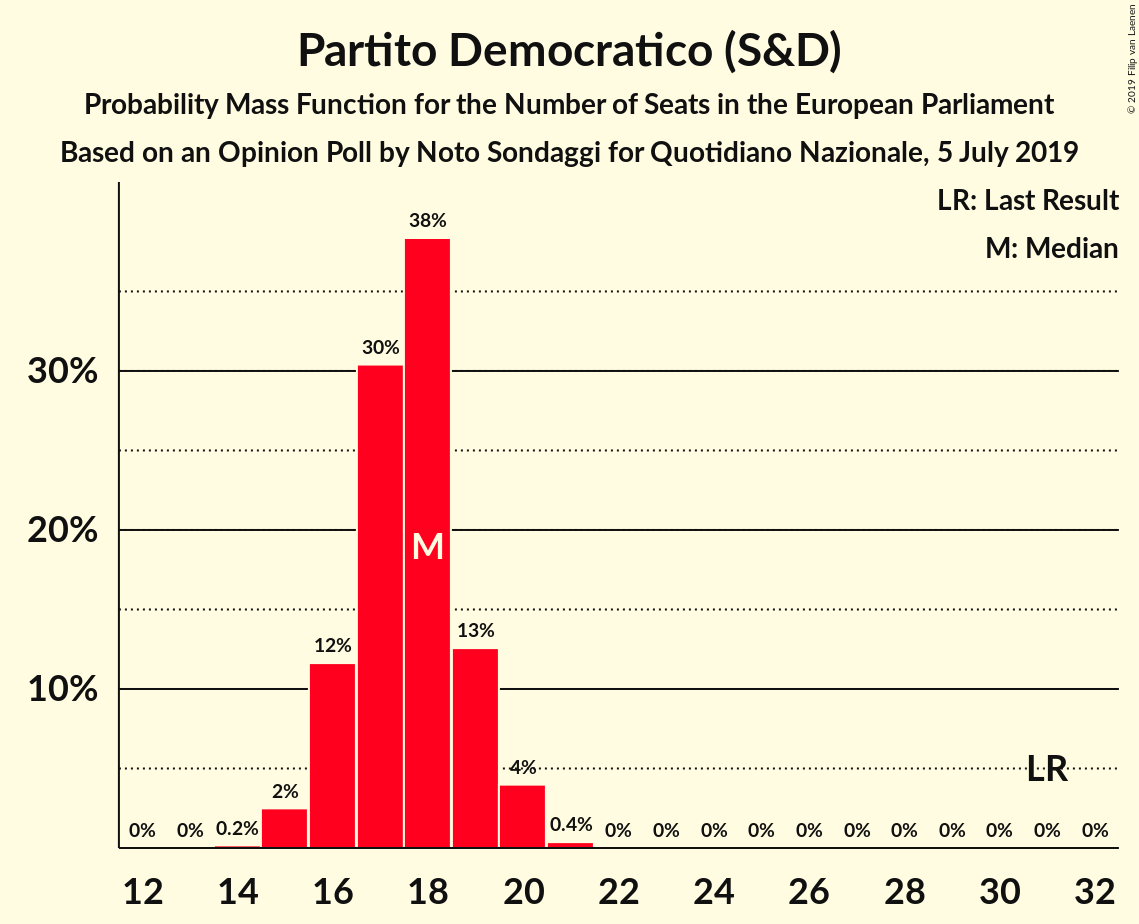 Partito Democratico (S&D)
Probability Mass Function for the Number of Seats in the European Parliament
Based on an Opinion Poll by Noto Sondaggi for Quotidiano Nazionale, 5 July 2019
© 2019 Filip van Laenen
LR: Last Result
M: Median
38%
30%
30%
20%
M
13%
12%
10%
LR
4%
2%
0% 0% 0.2% 0.4% 0% 0% 0% 0% 0% 0% 0% 0% 0% 0% 0%
12 14 16 18 20 22 24 26 28 30 32